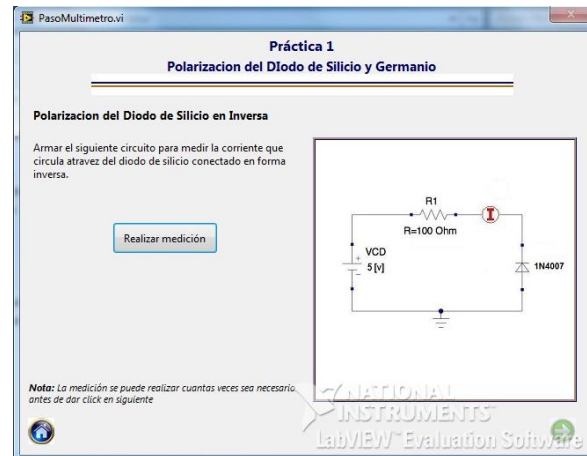 PasoMultimetro.vi
Práctica 1
Polarizacion del DIodo de Silicio y Germanio
Polarizacion del Diodo de Silicio en Inversa
Armar el siguiente circuito para medir la corriente que
circula atravez del diodo de silicio conectado en forma
inversa.
Realizar medición
R1
I
R=100 Ohm
VCD
+
5 [v]
-
1N4007
Nota: La medición se puede realizar cuantas veces sea necesario
antes de dar click en siguiente
NATIONAL
INSTRUMENTS
LabVIEW Evaluation Software